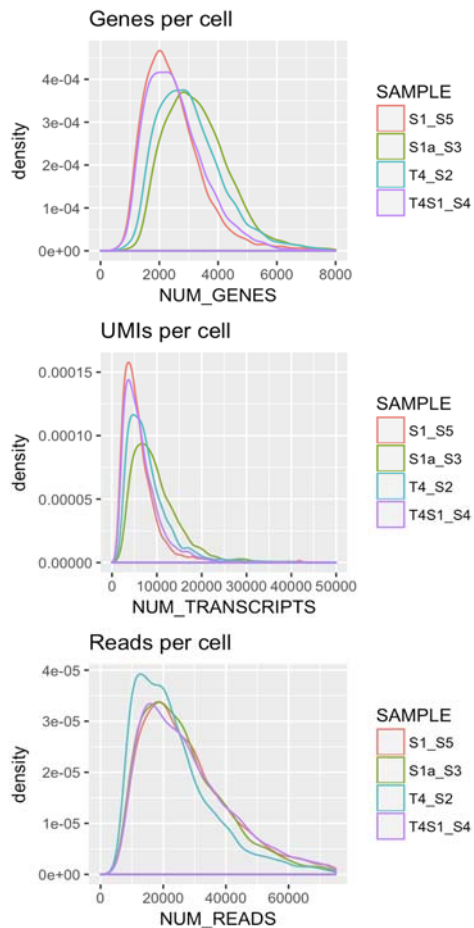 Genes per cell
4e-04
3e-04
2e-04
1e-04
0e+00
density
0 2000 4000 6000 8000
NUM_GENES
SAMPLE
S1_S5
S1a_S3
T4_S2
T4S1_S4
UMIs per cell
0.00015
0.00010
0.00005
0.00000
density
0 10000 20000 30000 40000 50000
NUM_TRANSCRIPTS
SAMPLE
S1_S5
S1a_S3
T4_S2
T4S1_S4
Reads per cell
4e-05
3e-05
2e-05
1e-05
0e+00
density
0 20000 40000 60000
NUM_READS
SAMPLE
S1_S5
S1a_S3
T4_S2
T4S1_S4